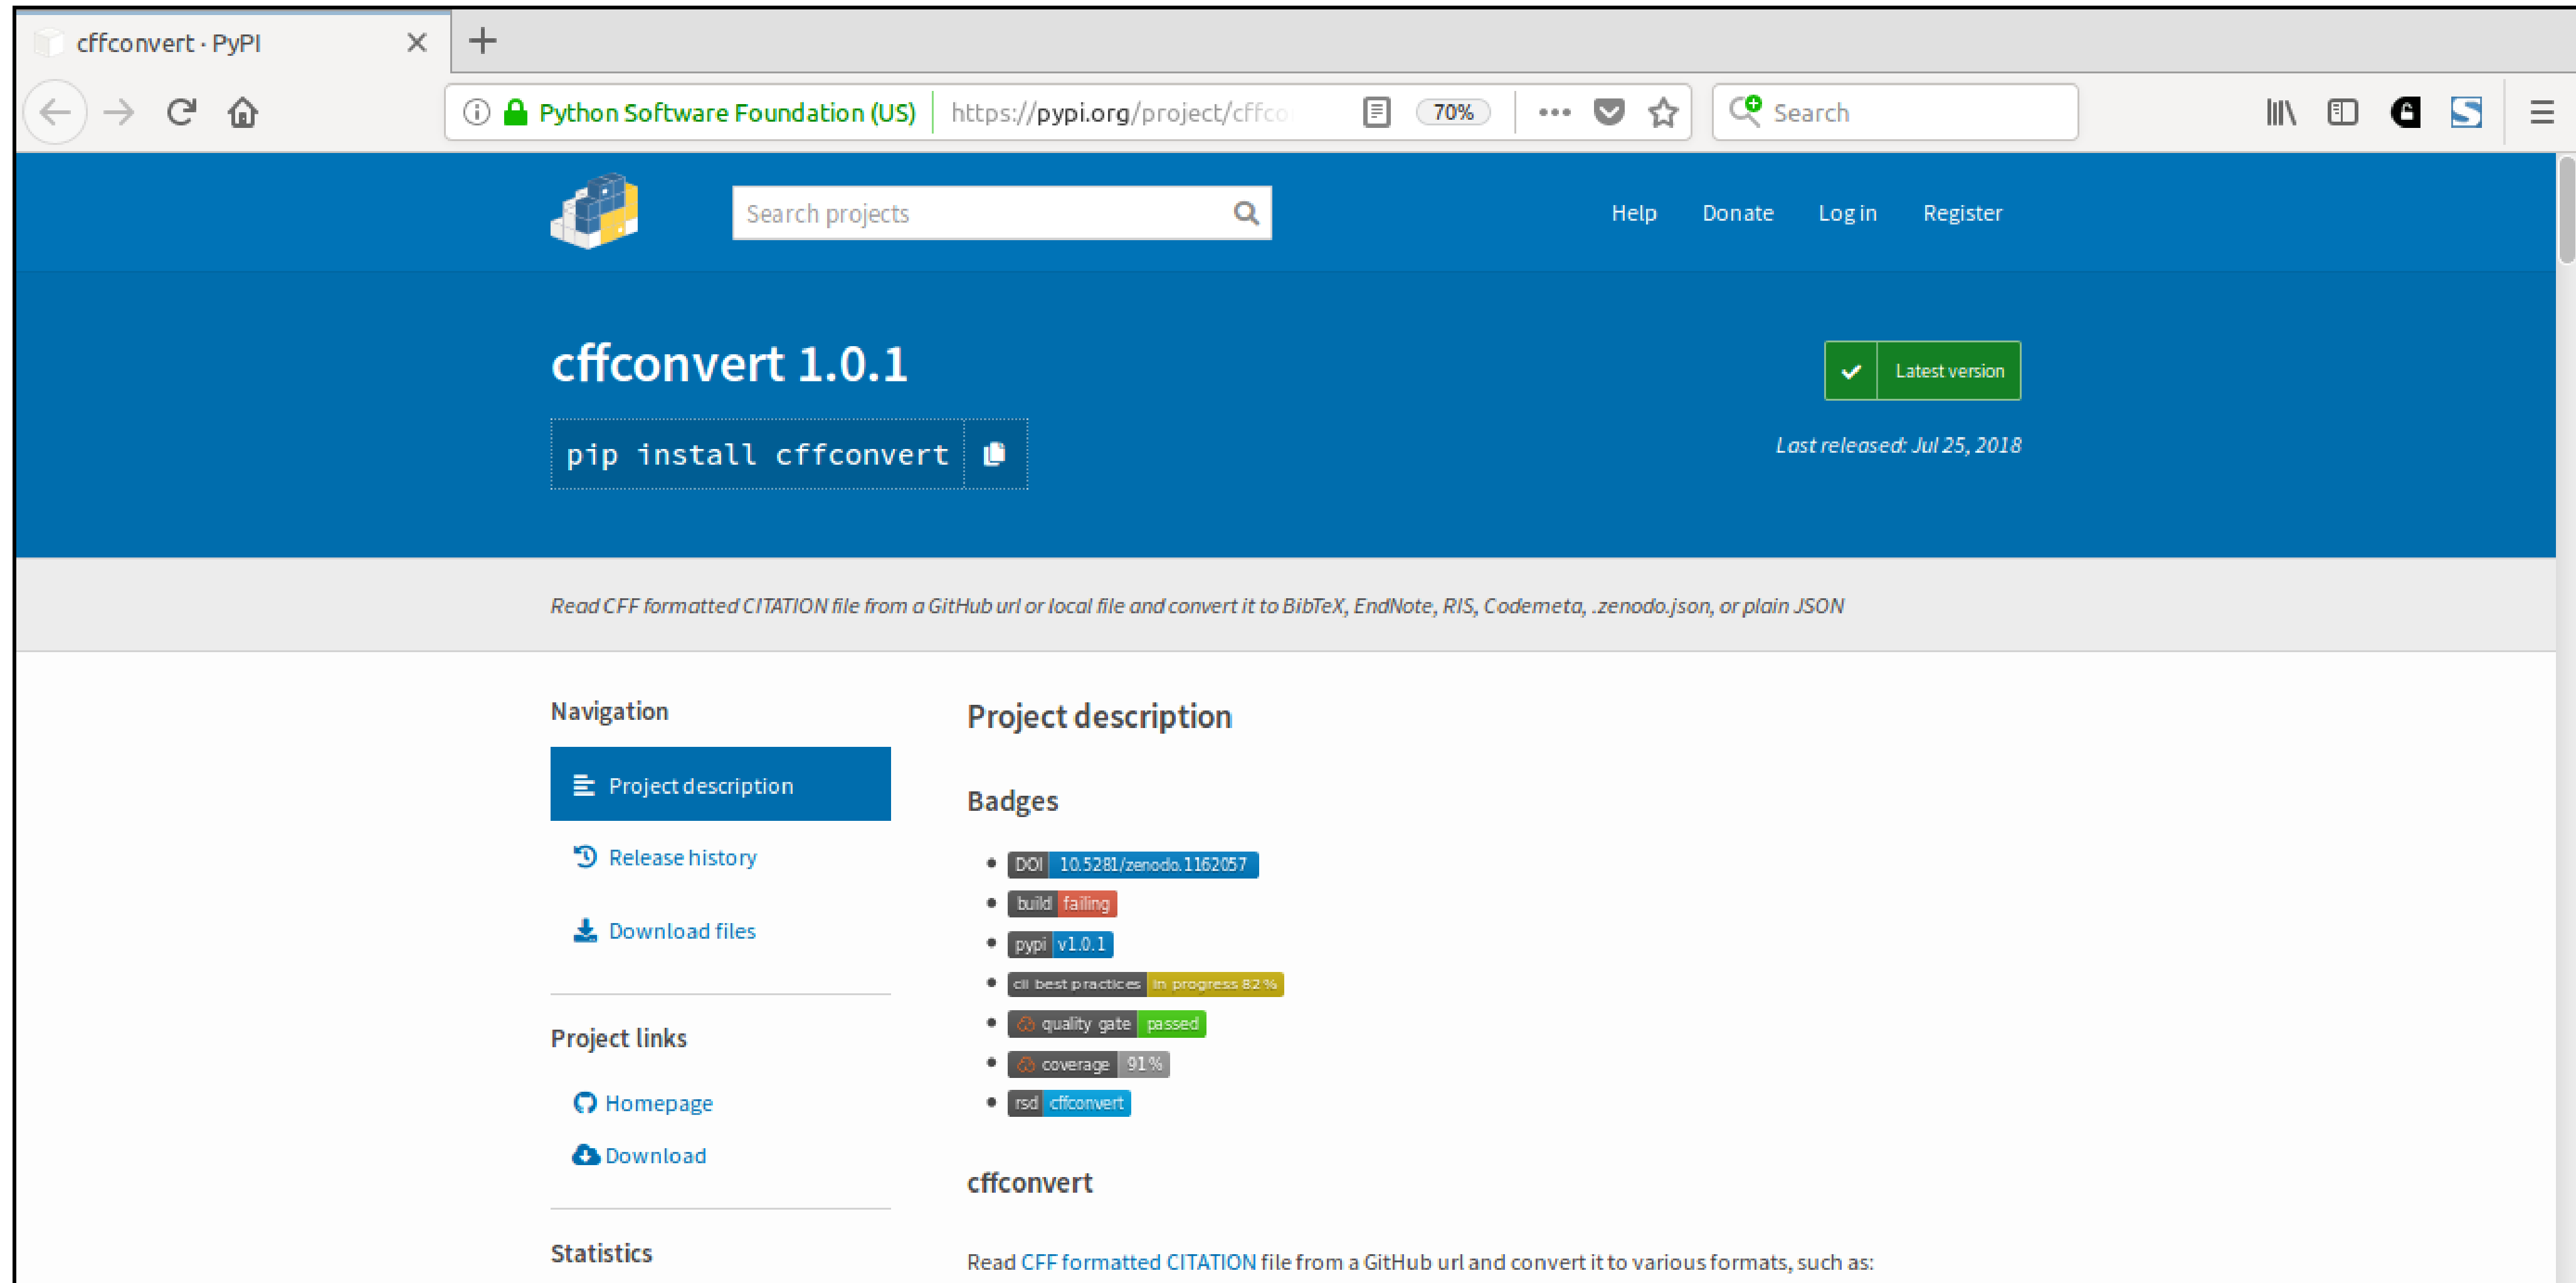 cffconvert · PyPI
Python Software Foundation (US) https://pypi.org/project/cffco 70% Search
Search projects Help Donate Log in Register
cffconvert 1.0.1
Latest version
pip install cffconvert
Last released: Jul 25, 2018
Read CFF formatted CITATION file from a GitHub url or local file and convert it to BibTeX, EndNote, RIS, Codemeta, .zenodo.json, or plain JSON
Navigation
Project description
Release history
Download files
Project links
Homepage
Download
Statistics
Project description
Badges
DOI 10.5281/zenodo.1162057
build failing
pypi v1.0.1
cii best practices in progress 82%
quality gate passed
coverage 91%
rsd cffconvert
cffconvert
Read CFF formatted CITATION file from a GitHub url and convert it to various formats, such as: